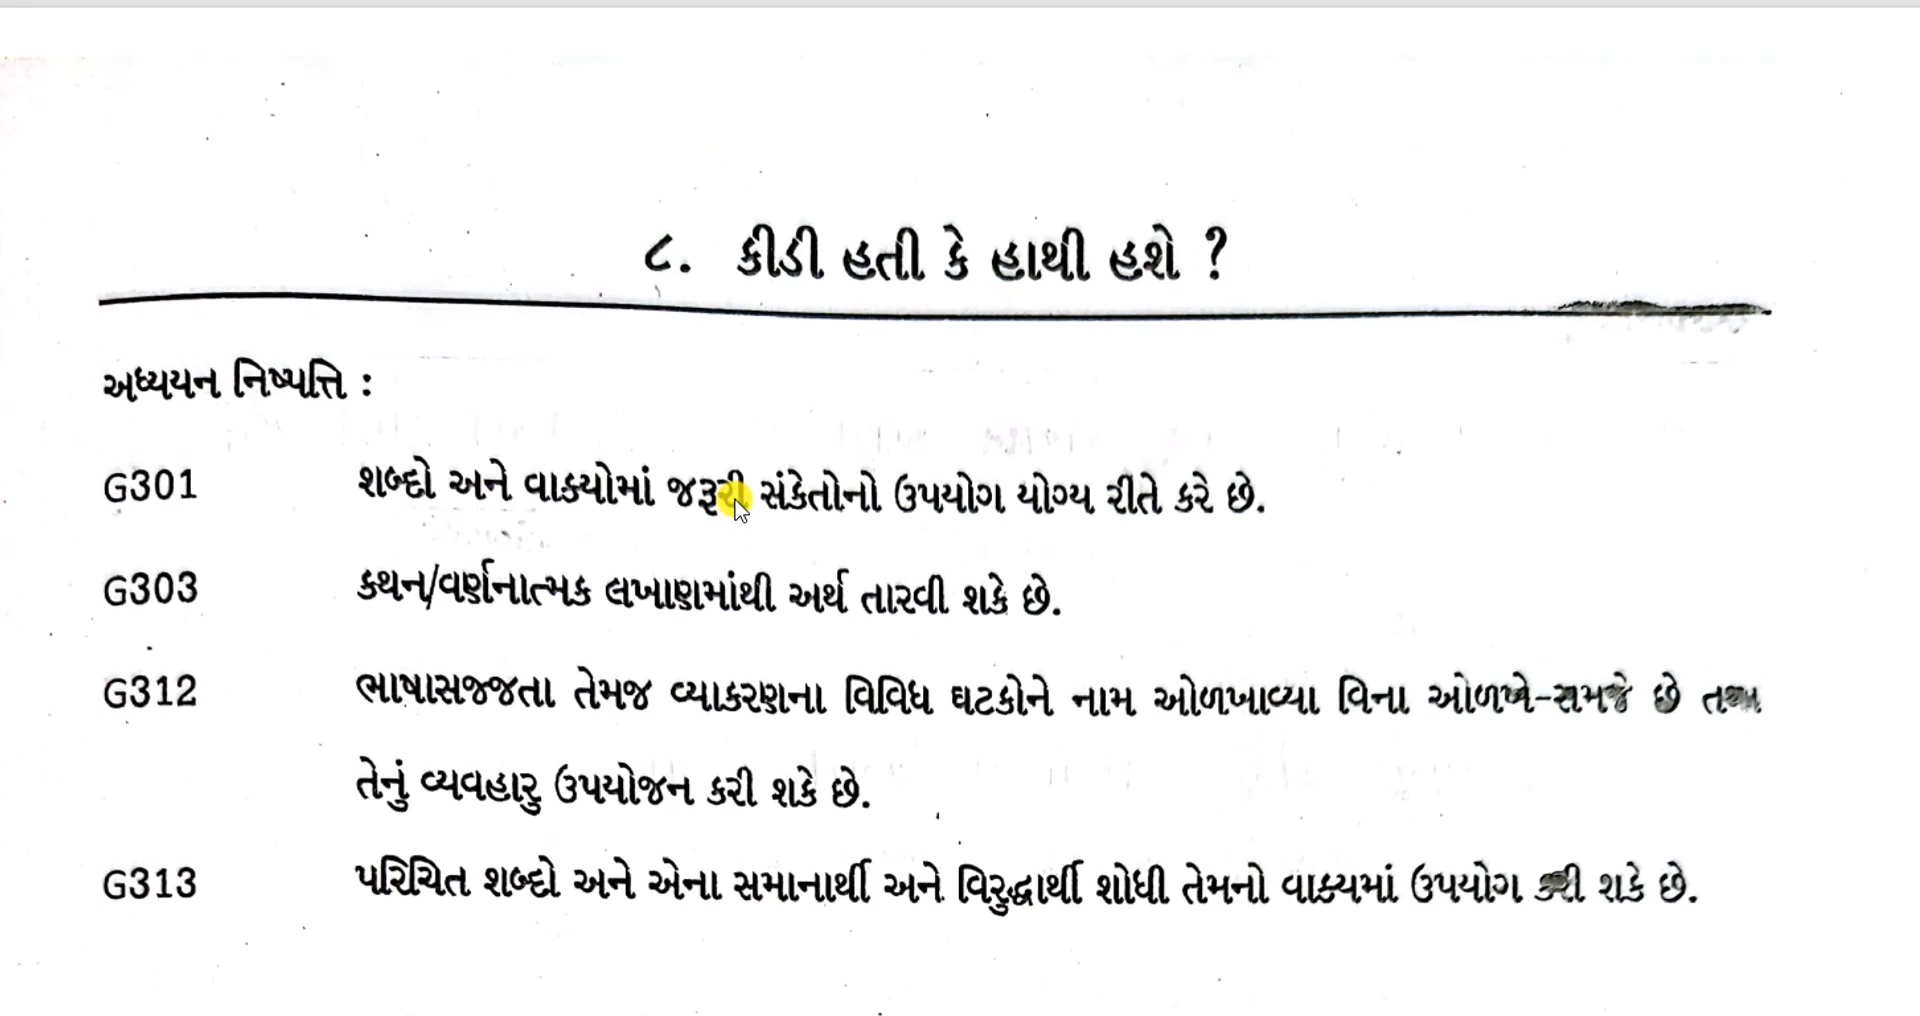 ૮. કીડી હતી કે હાથી હશે ?
અધ્યયન નિષ્પત્તિ :
G301 શબ્દો અને વાક્યોમાં જરૂરી સંકેતોનો ઉપયોગ યોગ્ય રીતે કરે છે.
G303 કથન/વર્ણનાત્મક લખાણમાંથી અર્થ તારવી શકે છે.
G312 ભાષાસજ્જતા તેમજ વ્યાકરણના વિવિધ ઘટકોને નામ ઓળખાવ્યા વિના ઓળખે-સમજે છે તથા
તેનું વ્યવહારુ ઉપયોજન કરી શકે છે.
G313 પરિચિત શબ્દો અને એના સમાનાર્થી અને વિરુદ્ધાર્થી શોધી તેમનો વાક્યમાં ઉપયોગ કરી શકે છે.